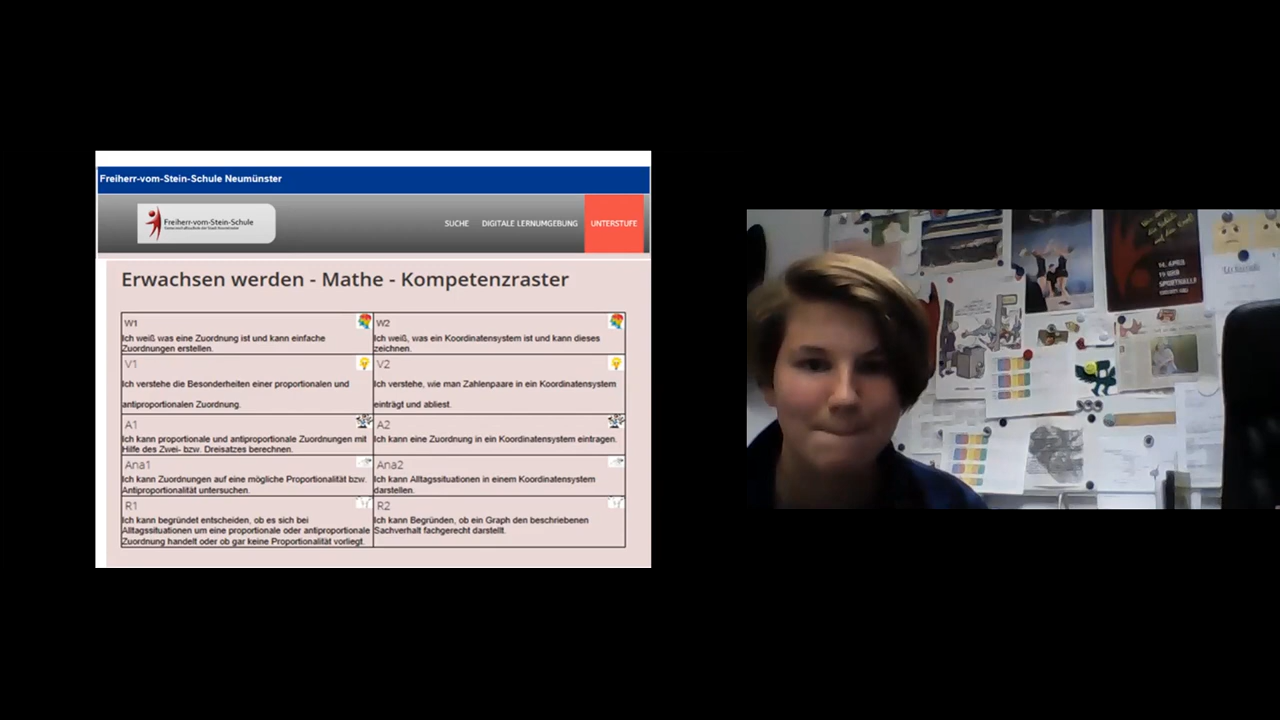 Freiherr-vom-Stein-Schule Neumünster
Freiherr-vom-Stein-Schule
SUCHE DIGITALE LERNUMGEBUNG UNTERSTUFE
Erwachsen werden - Mathe - Kompetenzraster
W1
Ich weiß was eine Zuordnung ist und kann einfache
Zuordnungen erstellen.
W2
Ich weiß, was ein Koordinatensystem ist und kann dieses
zeichnen.
V1
Ich verstehe die Besonderheiten einer proportionalen und
antiproportionalen Zuordnung.
V2
Ich verstehe, wie man Zahlenpaare in ein Koordinatensystem
einträgt und abliest.
A1
Ich kann proportionale und antiproportionale Zuordnungen mit
Hilfe des Zwei- bzw. Dreisatzes berechnen.
A2
Ich kann eine Zuordnung in ein Koordinatensystem eintragen.
Ana1
Ich kann Zuordnungen auf eine mögliche Proportionalität bzw.
Antiproportionalität untersuchen.
Ana2
Ich kann Alltagssituationen in einem Koordinatensystem
darstellen.
R1
Ich kann begründet entscheiden, ob es sich bei
Alltagssituationen um eine proportionale oder antiproportionale
Zuordnung handelt oder ob gar keine Proportionalität vorliegt.
R2
Ich kann Begründen, ob ein Graph den beschriebenen
Sachverhalt fachgerecht darstellt.
14. APRIL
SPORTHALLE